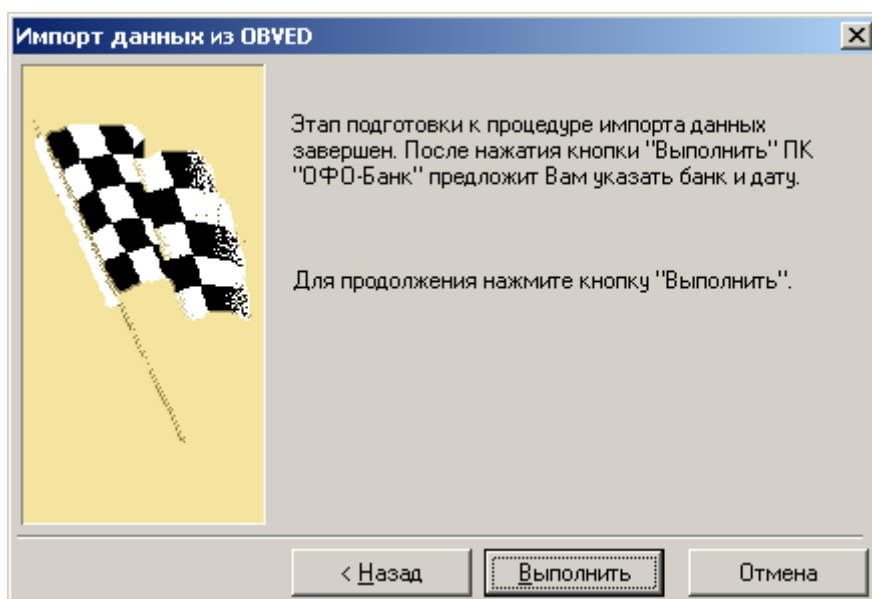 Импорт данных из OBVED
Этап подготовки к процедуре импорта данных
завершен. После нажатия кнопки "Выполнить" ПК
"ОФО-Банк" предложит Вам указать банк и дату.
Для продолжения нажмите кнопку "Выполнить".
< Назад
Выполнить
Отмена